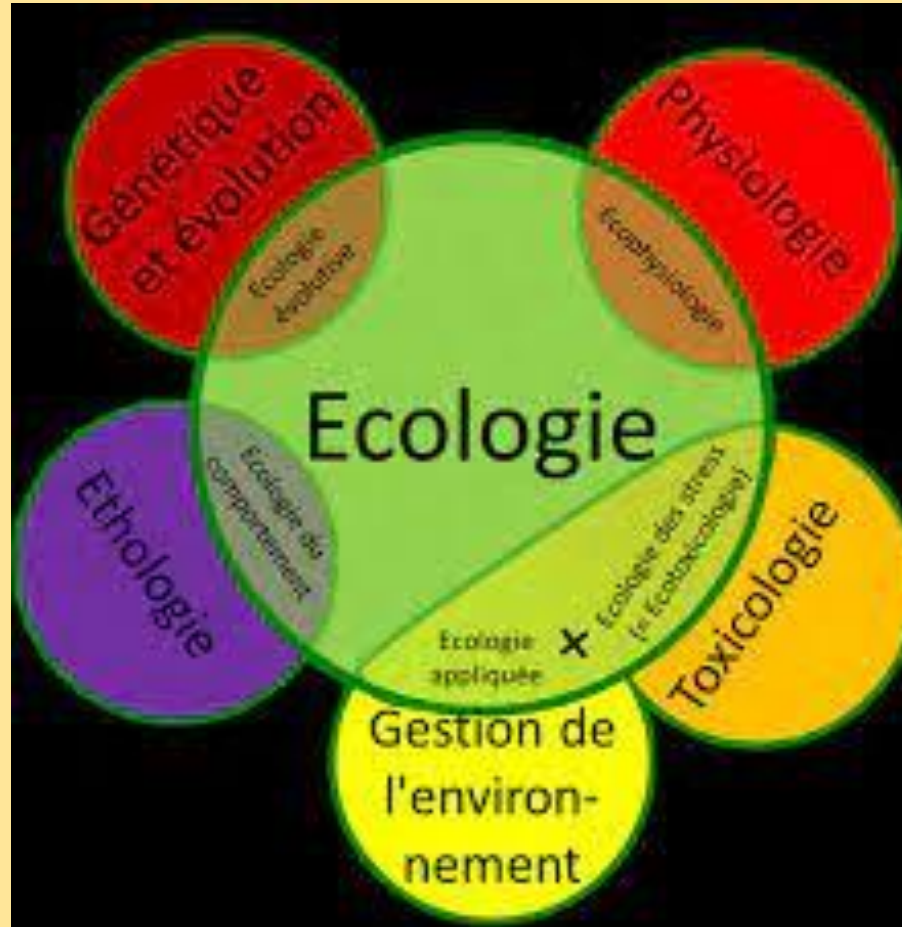 Génétique
et évolution
Ecologie
évolutive
Physiologie
Ecophysiologie
Ecologie
Ethologie
Ecologie du
comportement
Ecologie
appliquée
Ecologie des stress
(= Ecotoxicologie)
Toxicologie
Gestion de
l'environ-
nement